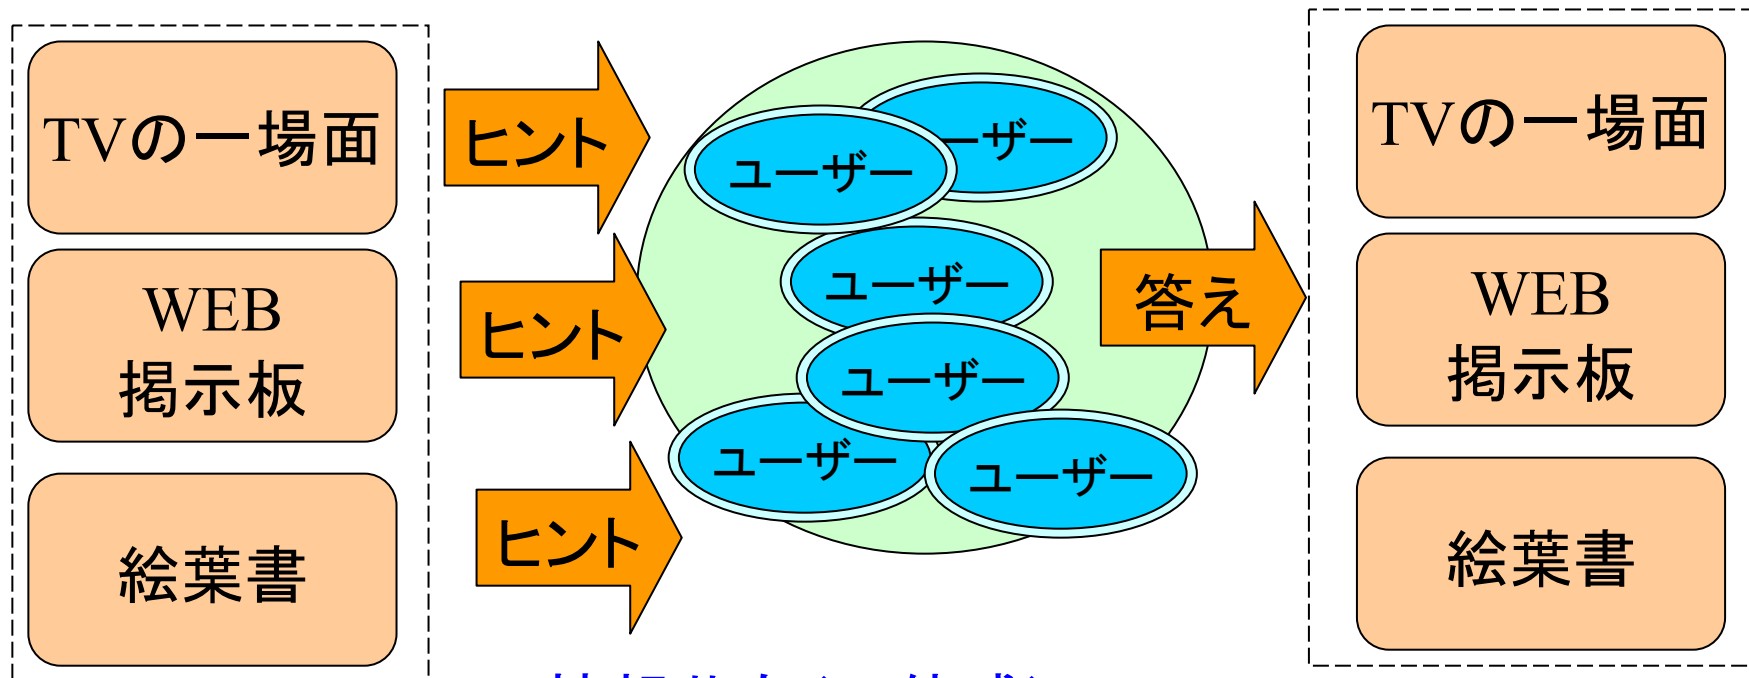 TVの一場面
WEB
掲示板
絵葉書
ヒント
ヒント
ヒント
ユーザー
ーザー
ユーザー
ユーザー
ユーザー
ユーザー
答え
TVの一場面
WEB
掲示板
絵葉書